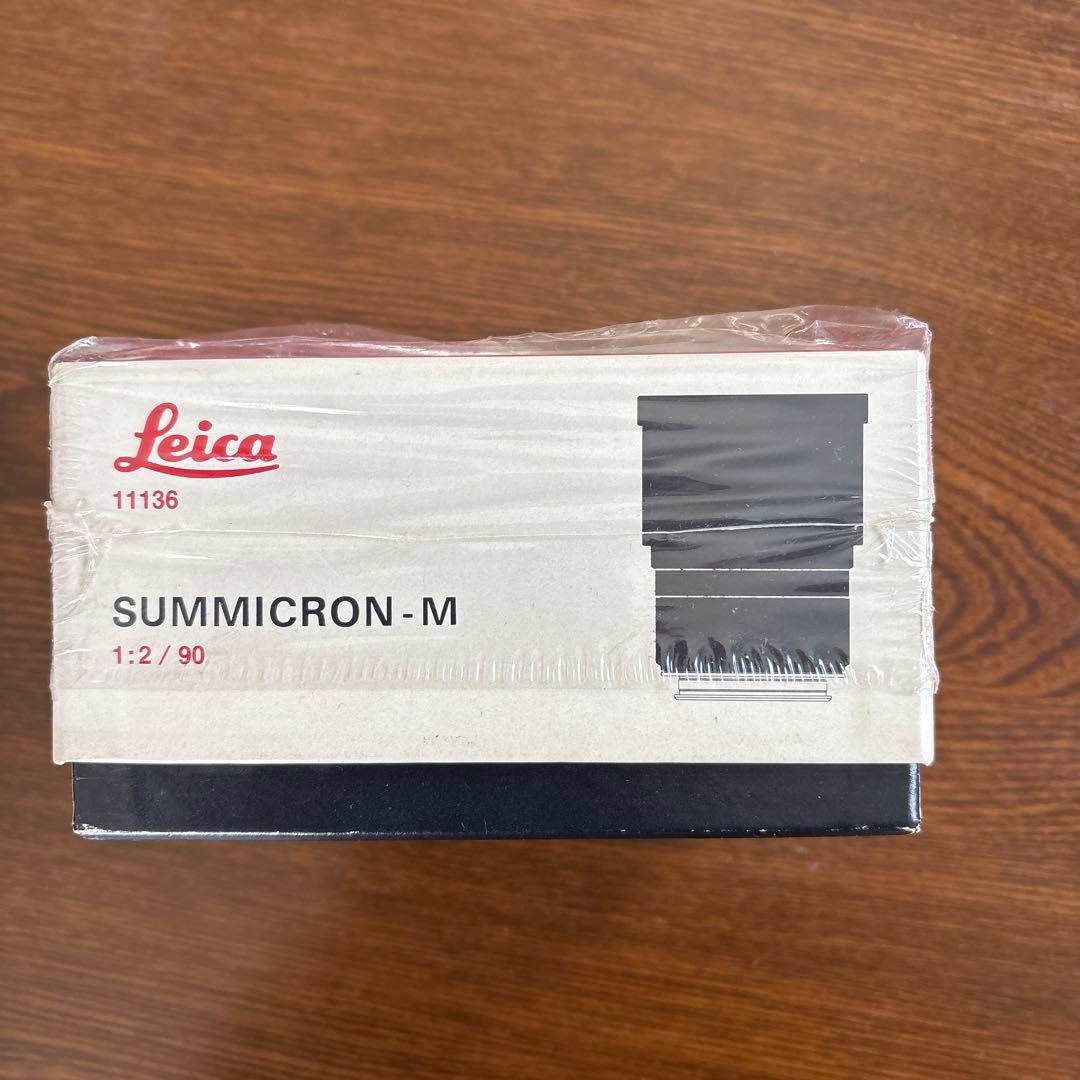 Leica
11136
SUMMICRON-M
1:2 / 90